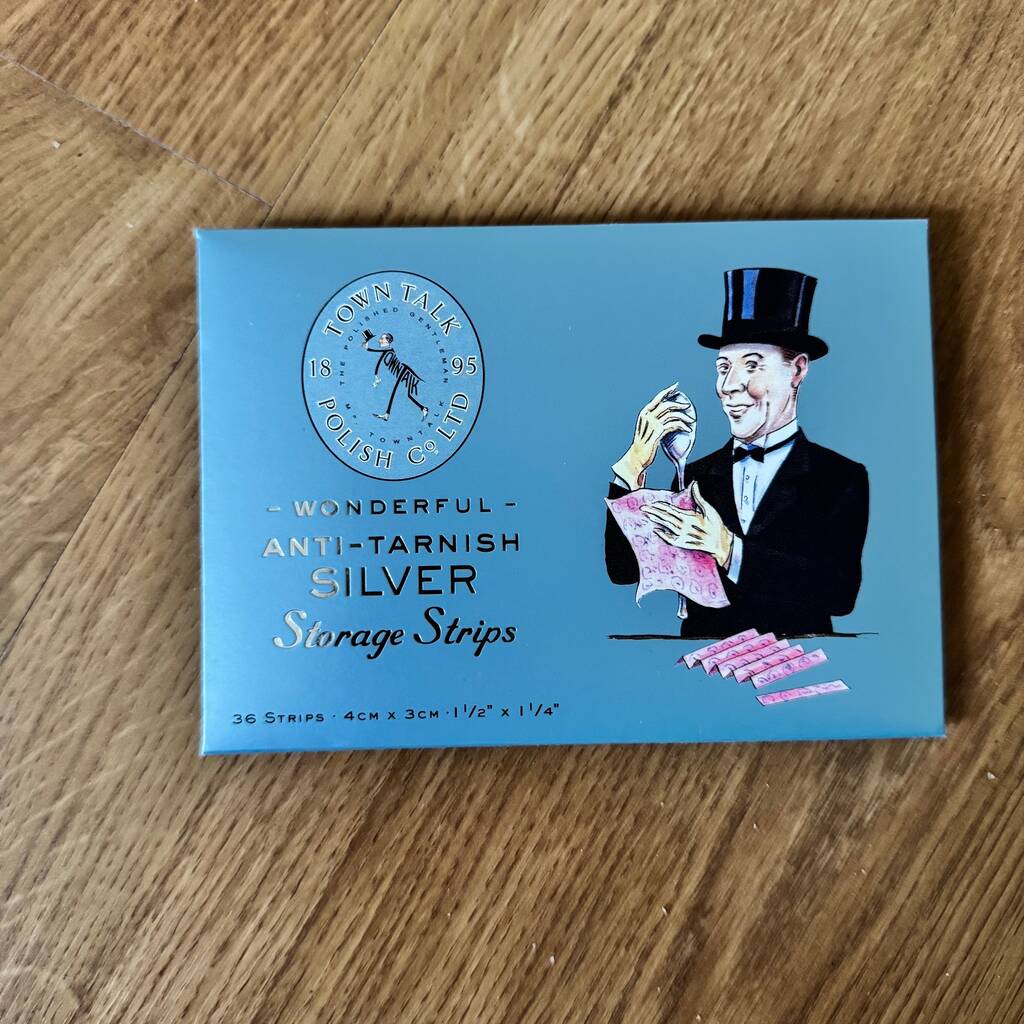 TOWN TALK
THE POLISHED GENTLEMAN
18 95
TOWNTALK
MR TOWNTALK
POLISH Cº LTD
- WONDERFUL -
ANTI-TARNISH
SILVER
Storage Strips
36 STRIPS · 4CM X 3CM · 1 1/2" X 1 1/4"